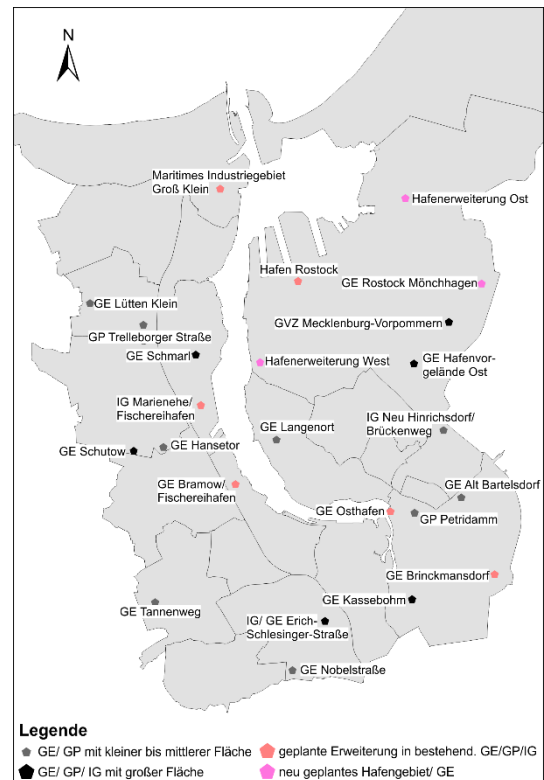 N
Maritimes Industriegebiet
Groß Klein
Hafenerweiterung Ost
Hafen Rostock
GE Rostock Mönchhagen
GE Lütten Klein
GVZ Mecklenburg-Vorpommern
GP Trelleborger Straße
GE Schmarl
Hafenerweiterung West
GE Hafenvor-
gelände Ost
IG Marienehe/
Fischereihafen
GE Langenort
IG Neu Hinrichsdorf/
Brückenweg
GE Schutow
GE Hansetor
GE Bramow/
Fischereihafen
GE Alt Bartelsdorf
GE Osthafen
GP Petridamm
GE Brinckmansdorf
GE Tannenweg
GE Kassebohm
IG/ GE Erich-
Schlesinger-Straße
GE Nobelstraße
Legende
GE/ GP mit kleiner bis mittlerer Fläche
geplante Erweiterung in bestehend. GE/GP/IG
GE/ GP/ IG mit großer Fläche
neu geplantes Hafengebiet/ GE